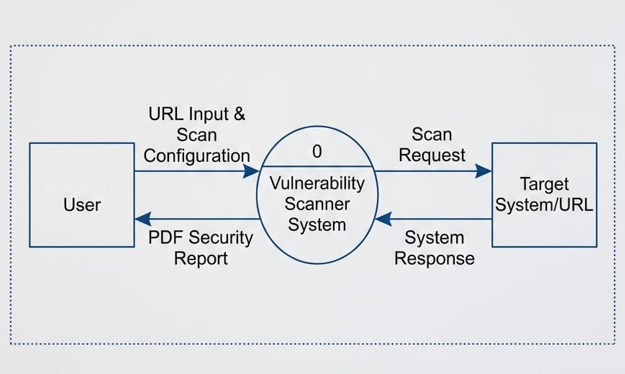 URL Input &
Scan
Configuration
Scan
Request
0
Vulnerability
Scanner
System
User
Target
System/URL
PDF Security
Report
System
Response